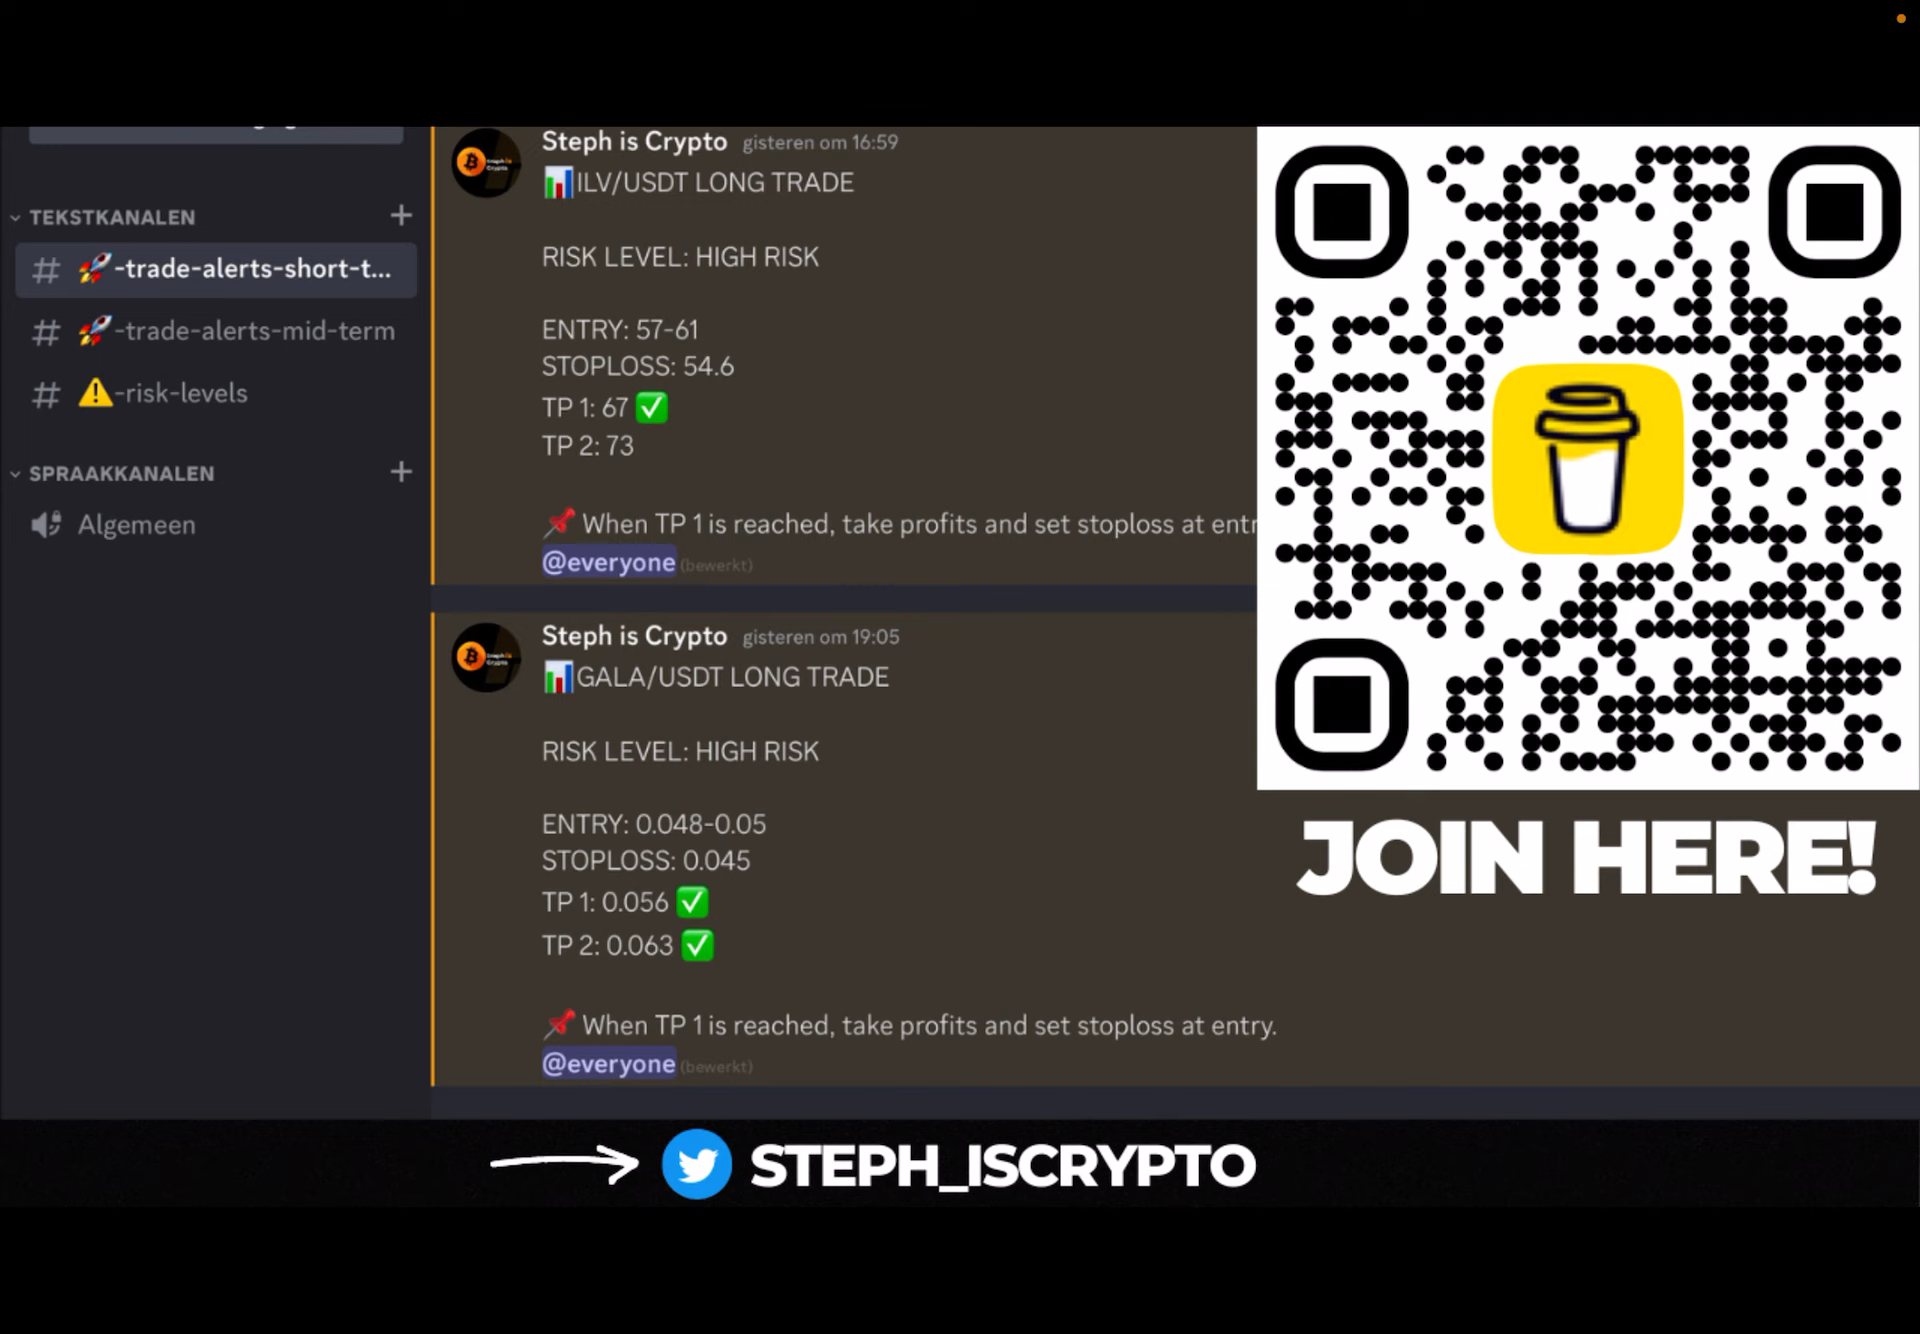 TEKSTKANALEN
-trade-alerts-short-t...
-trade-alerts-mid-term
-risk-levels
SPRAAKKANALEN
Algemeen
Steph is Crypto gisteren om 16:59
📊ILV/USDT LONG TRADE
RISK LEVEL: HIGH RISK
ENTRY: 57-61
STOPLOSS: 54.6
TP 1: 67 ✅
TP 2: 73
📌 When TP 1 is reached, take profits and set stoploss at entr
@everyone (bewerkt)
Steph is Crypto gisteren om 19:05
📊GALA/USDT LONG TRADE
RISK LEVEL: HIGH RISK
ENTRY: 0.048-0.05
STOPLOSS: 0.045
TP 1: 0.056 ✅
TP 2: 0.063 ✅
📌 When TP 1 is reached, take profits and set stoploss at entry.
@everyone (bewerkt)
JOIN HERE!
STEPH_ISCRYPTO